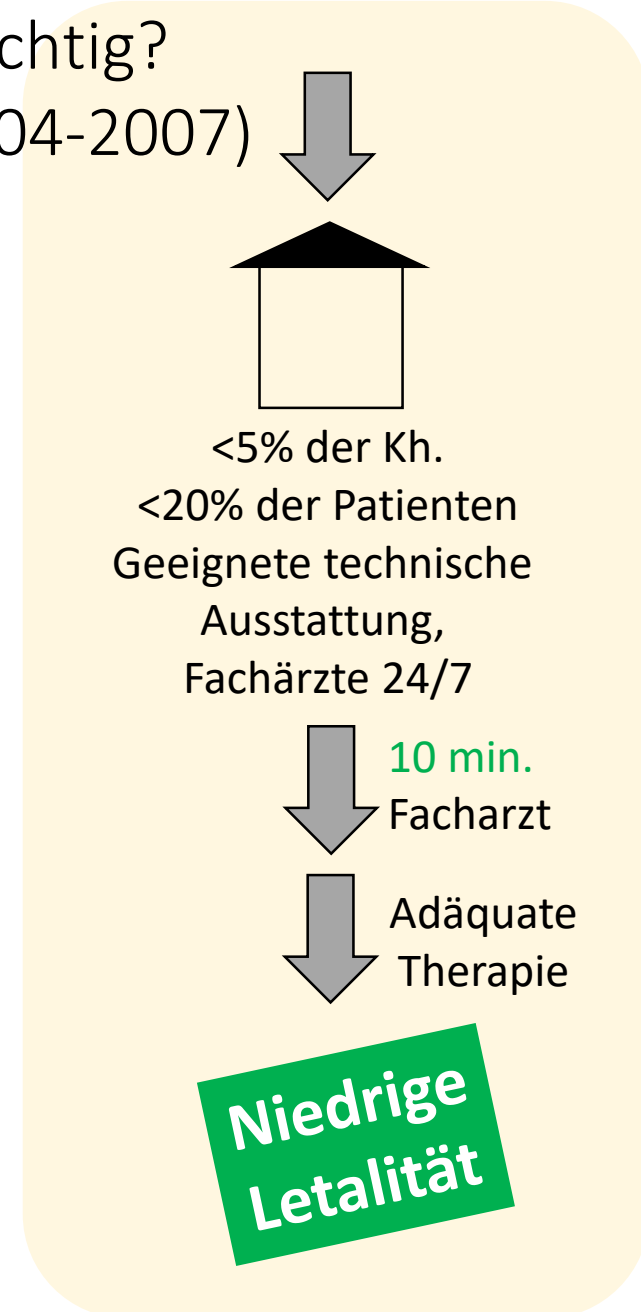 chtig?
04-2007)
<5% der Kh.
<20% der Patienten
Geeignete technische
Ausstattung,
Fachärzte 24/7
10 min.
Facharzt
Adäquate
Therapie
Niedrige
Letalität